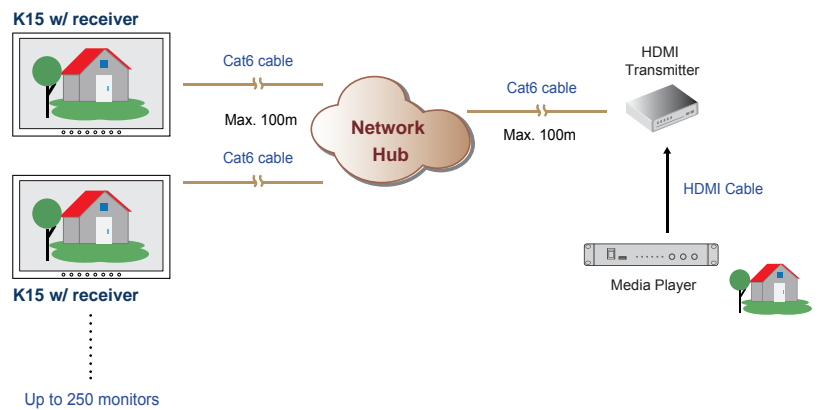 K15 w/ receiver
Cat6 cable
Max. 100m
Cat6 cable
K15 w/ receiver
Up to 250 monitors
Network
Hub
Cat6 cable
Max. 100m
HDMI
Transmitter
HDMI Cable
Media Player